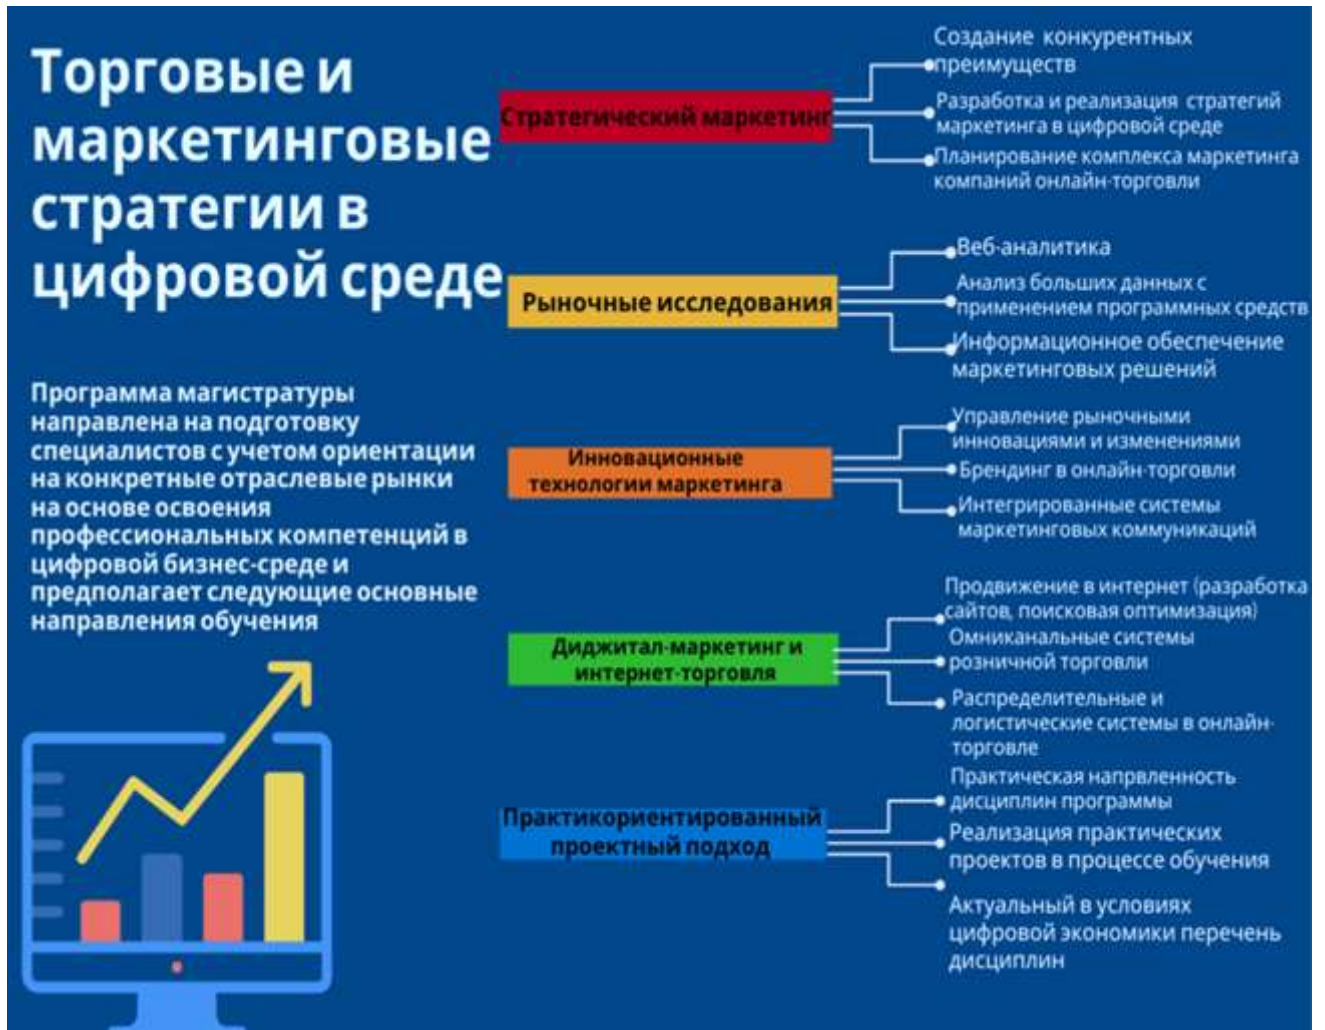 Торговые и
маркетинговые
стратегии в
цифровой среде
Программа магистратуры
направлена на подготовку
специалистов с учетом ориентации
на конкретные отраслевые рынки
на основе освоения
профессиональных компетенций в
цифровой бизнес-среде и
предполагает следующие основные
направления обучения
Стратегический маркетинг
Создание конкурентных
преимуществ
Разработка и реализация стратегий
маркетинга в цифровой среде
Планирование комплекса маркетинга
компаний онлайн-торговли
Рыночные исследования
Веб-аналитика
Анализ больших данных с
применением программных средств
Информационное обеспечение
маркетинговых решений
Инновационные
технологии маркетинга
Управление рыночными
инновациями и изменениями
Брендинг в онлайн-торговли
Интегрированные системы
маркетинговых коммуникаций
Диджитал-маркетинг и
интернет-торговля
Продвижение в интернет (разработка
сайтов, поисковая оптимизация)
Омниканальные системы
розничной торговли
Распределительные и
логистические системы в онлайн-
торговле
Практикориентированный
проектный подход
Практическая напрвленность
дисциплин программы
Реализация практических
проектов в процессе обучения
Актуальный в условиях
цифровой экономики перечень
дисциплин